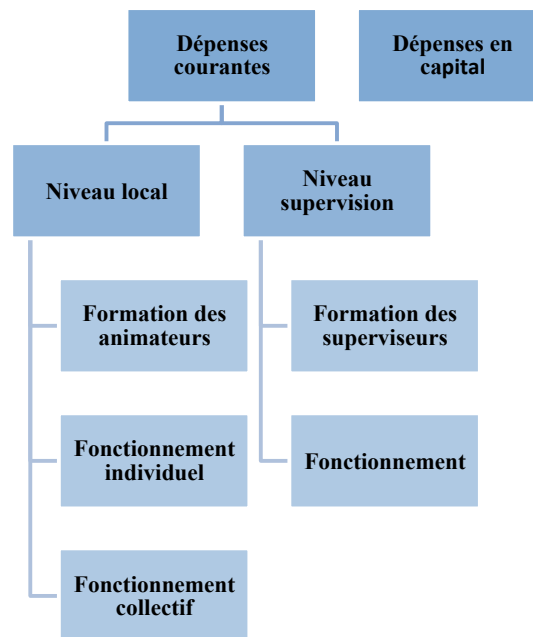 Dépenses
courantes
Dépenses en
capital
Niveau local
Niveau
supervision
Formation des
animateurs
Formation des
superviseurs
Fonctionnement
individuel
Fonctionnement
Fonctionnement
collectif